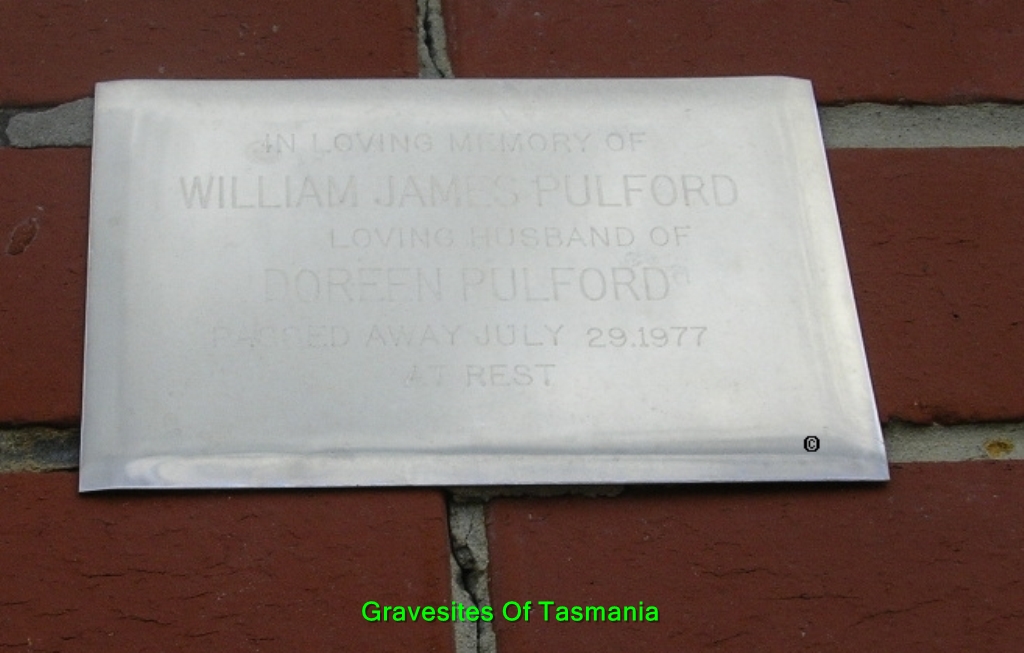 IN LOVING MEMORY OF
WILLIAM JAMES PULFORD
LOVING HUSBAND OF
DOREEN PULFORD
PASSED AWAY JULY 29.1977
AT REST
©
Gravesites Of Tasmania